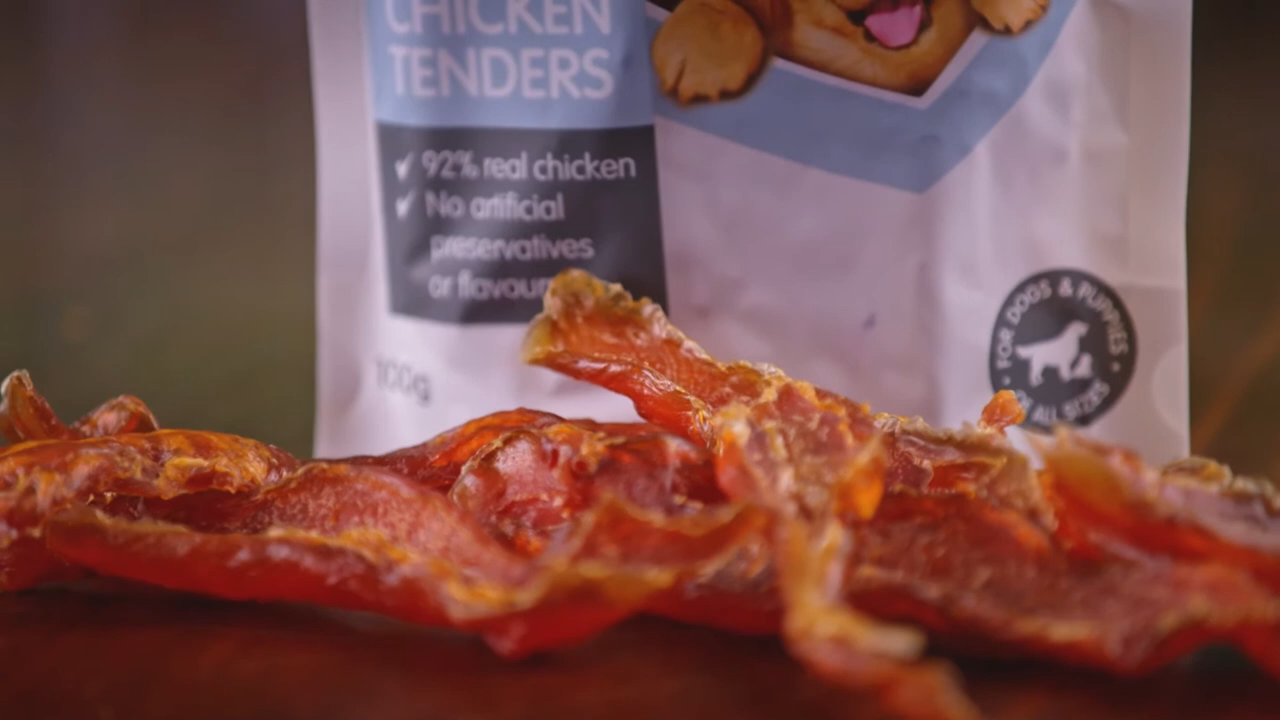 CHICKEN
TENDERS
✓ 92% real chicken
✓ No artificial
preservatives
or flavour
100g
FOR DOGS & PUPPIES
ALL SIZES